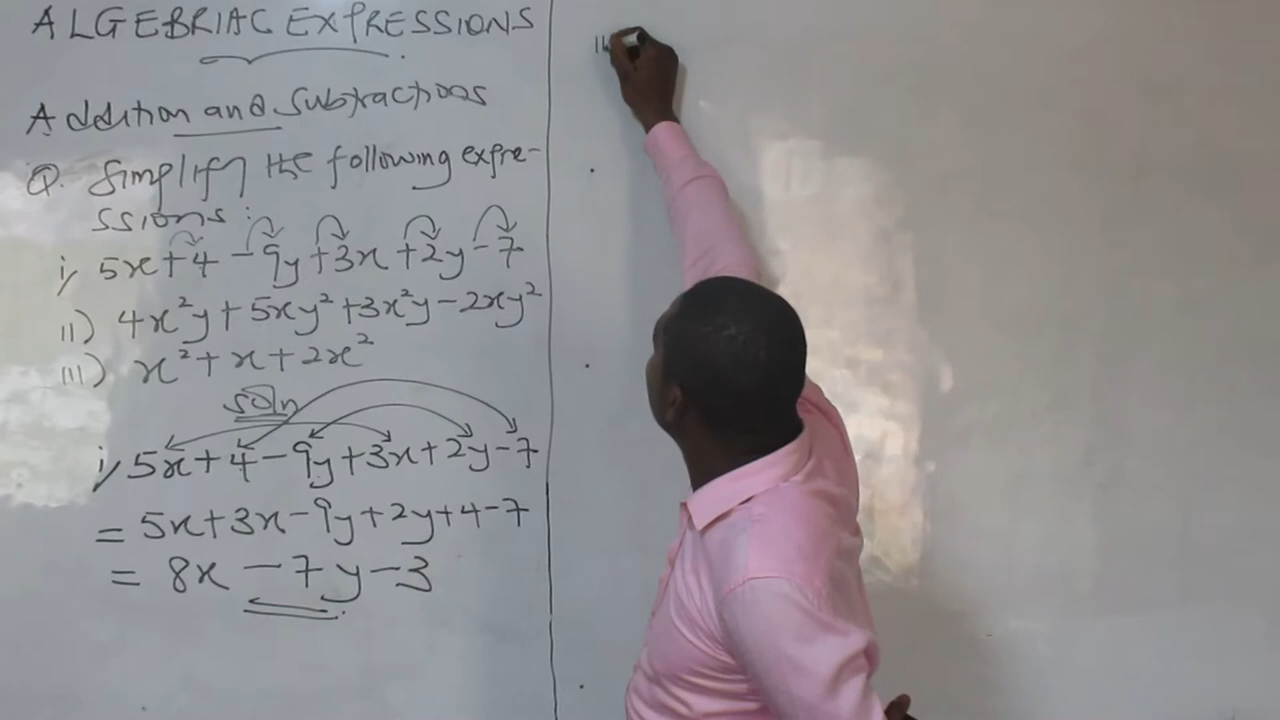 ALGEBRIAC EXPRESSIONS
Addition and Subtractions
Q. Simplify the following expre-
ssions:
i, 5x+4-9y+3x+2y-7
ii) 4x²y+5xy²+3x²y-2xy²
iii) x²+x+2x²
soln
i, 5x+4-9y+3x+2y-7
= 5x+3x-9y+2y+4-7
= 8x-7y-3